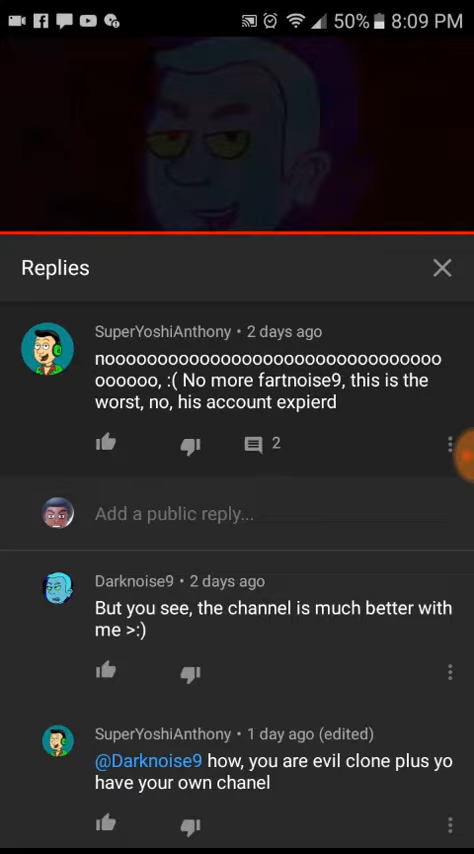 50% 8:09 PM
Replies
SuperYoshiAnthony • 2 days ago
nooooooooooooooooooooooooooooooooo
oooooo, :( No more fartnoise9, this is the
worst, no, his account expierd
2
Add a public reply...
Darknoise9 • 2 days ago
But you see, the channel is much better with
me >:)
SuperYoshiAnthony • 1 day ago (edited)
@Darknoise9 how, you are evil clone plus yo
have your own chanel